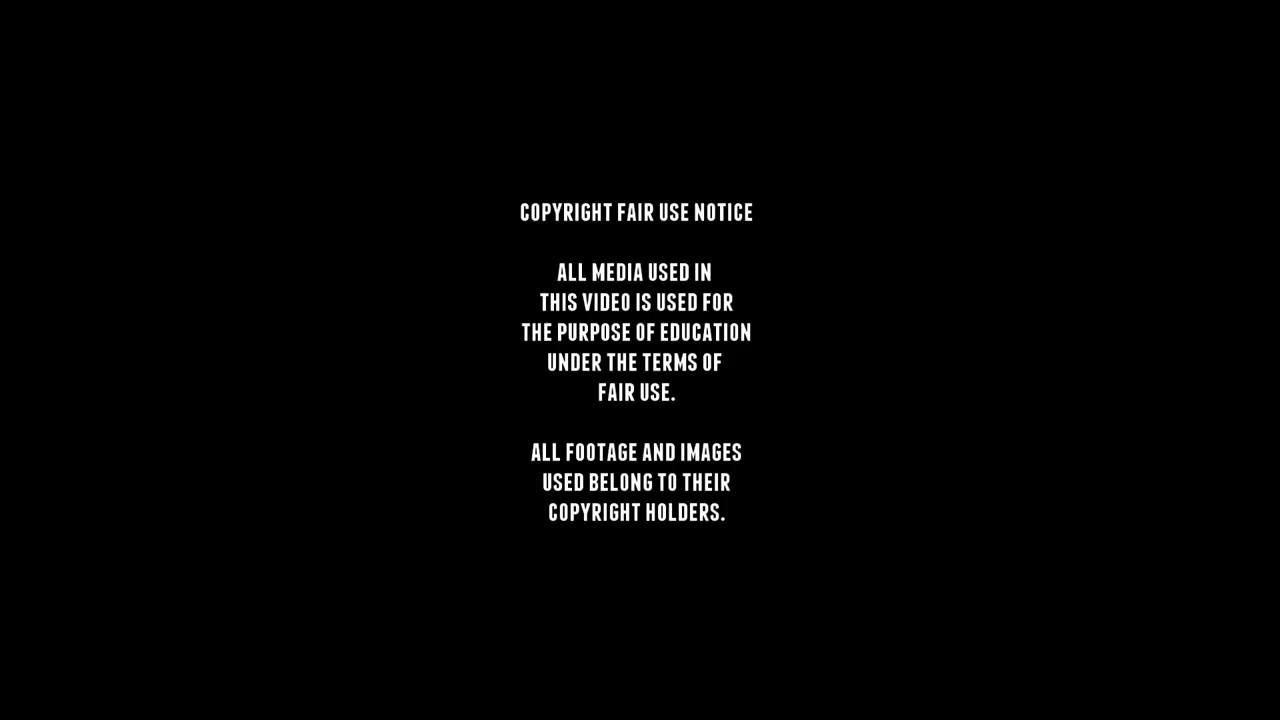 COPYRIGHT FAIR USE NOTICE
ALL MEDIA USED IN
THIS VIDEO IS USED FOR
THE PURPOSE OF EDUCATION
UNDER THE TERMS OF
FAIR USE.
ALL FOOTAGE AND IMAGES
USED BELONG TO THEIR
COPYRIGHT HOLDERS.